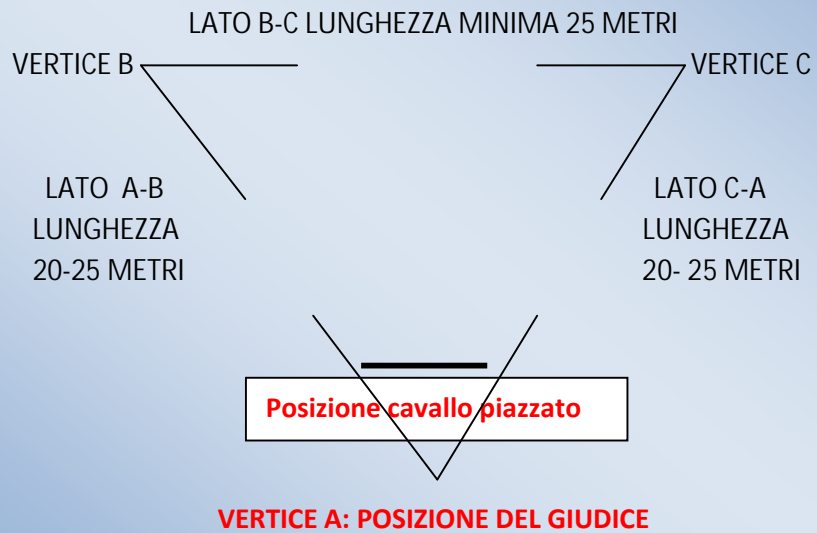 LATO B-C LUNGHEZZA MINIMA 25 METRI
VERTICE B
VERTICE C
LATO A-B
LUNGHEZZA
20-25 METRI
LATO C-A
LUNGHEZZA
20- 25 METRI
Posizione cavallo piazzato
VERTICE A: POSIZIONE DEL GIUDICE